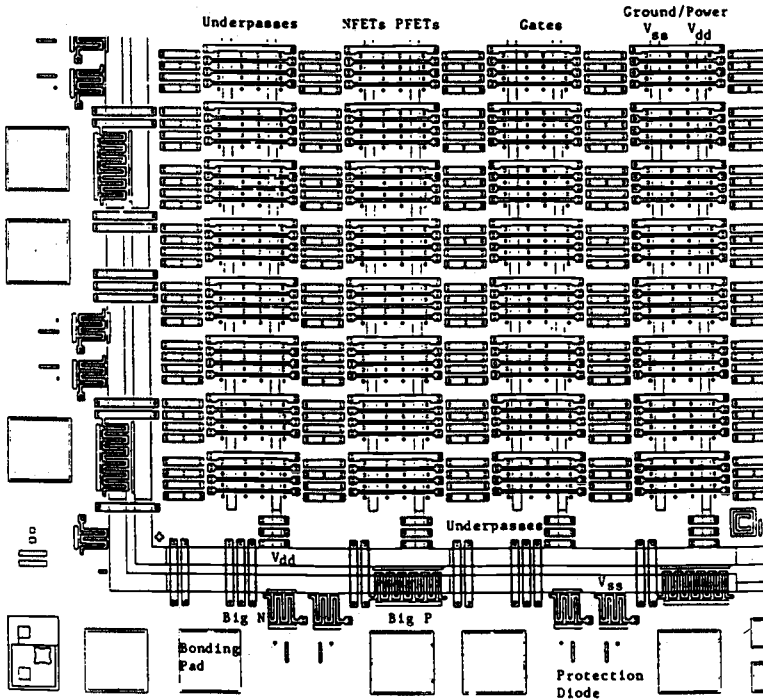 Underpasses
NFETs PFETs
Gates
Ground/Power
Vss Vdd
Underpasses
Vdd
Vss
Big N
Big P
Bonding
Pad
Protection
Diode